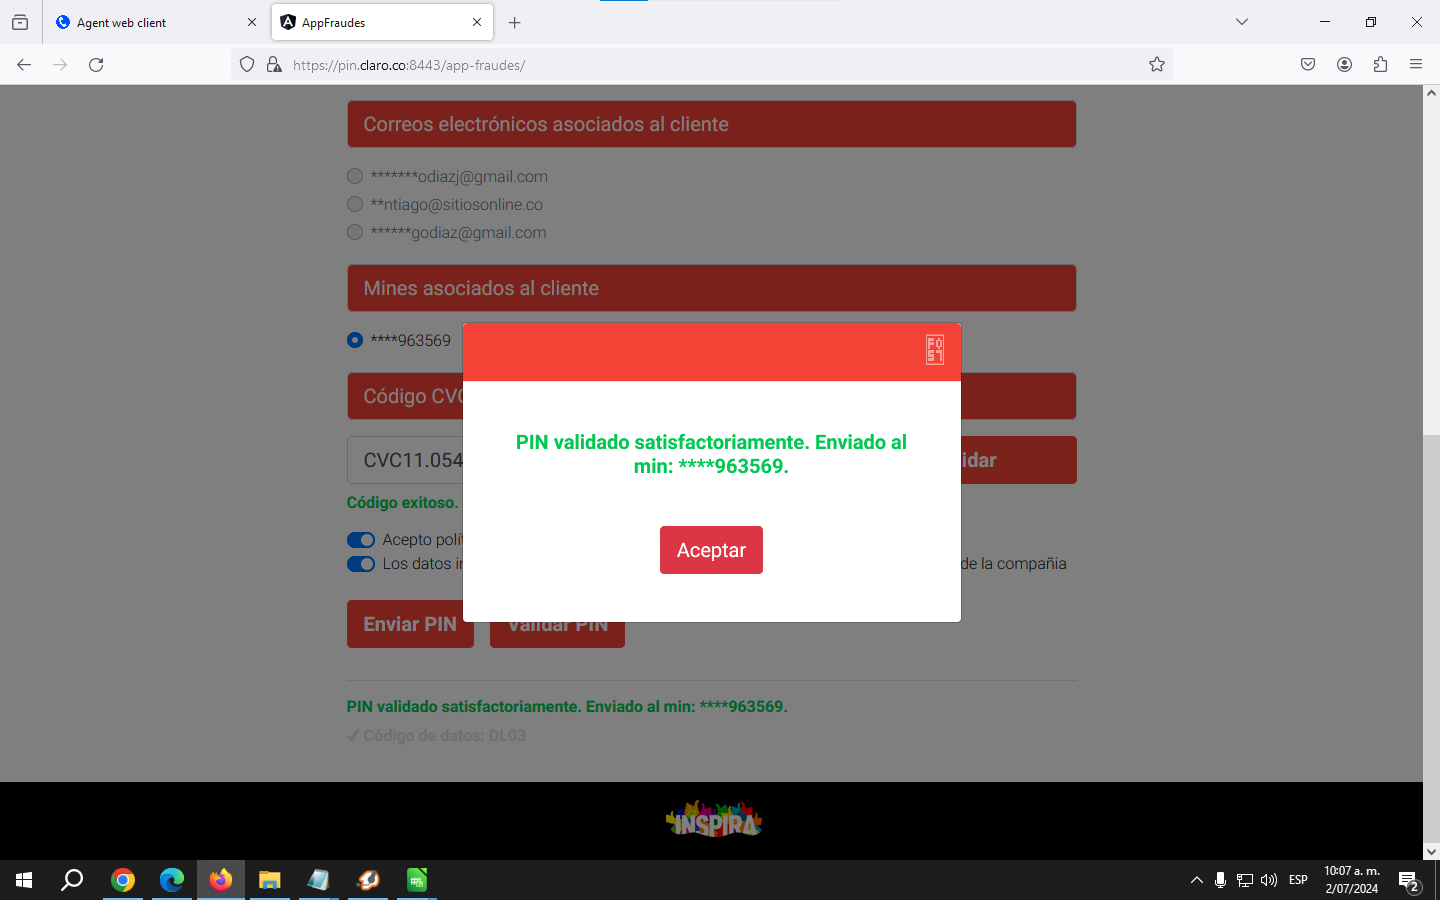 Agent web client
AppFraudes
https://pin.claro.co:8443/app-fraudes/
Correos electrónicos asociados al cliente
*******odiazj@gmail.com
**ntiago@sitiosonline.co
******godiaz@gmail.com
Mines asociados al cliente
****963569
F057
Código CVC
PIN validado satisfactoriamente. Enviado al
min: ****963569.
CVC11.054
idar
Código exitoso.
Aceptar
Acepto polí
Los datos i
de la compañia
Enviar PIN
Validar PIN
PIN validado satisfactoriamente. Enviado al min: ****963569.
✓ Código de datos: DL03
INSPIRA
ESP
10:07 a. m.
2/07/2024
2